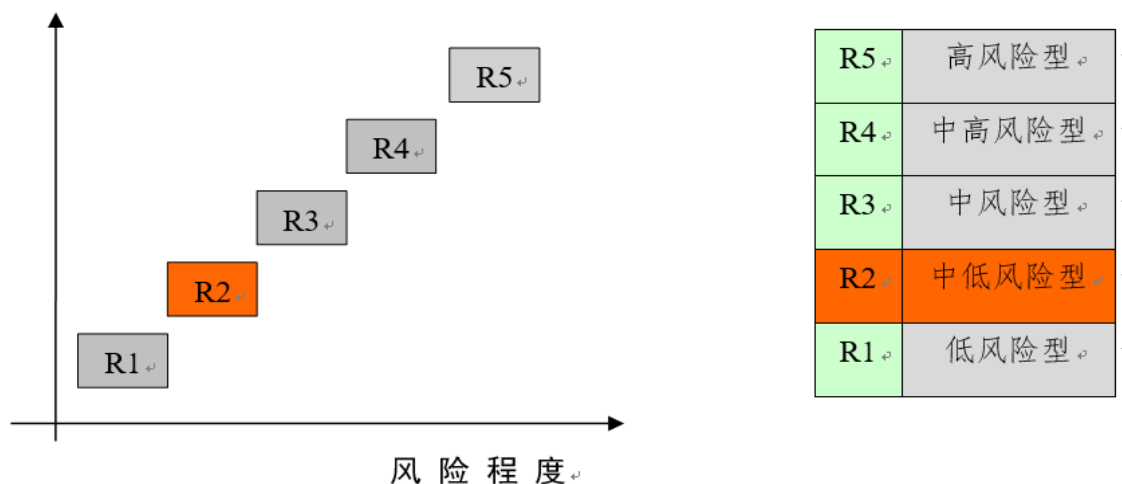 R5
R4
R3
R2
R1
风险程度
R5 高风险型
R4 中高风险型
R3 中风险型
R2 中低风险型
R1 低风险型